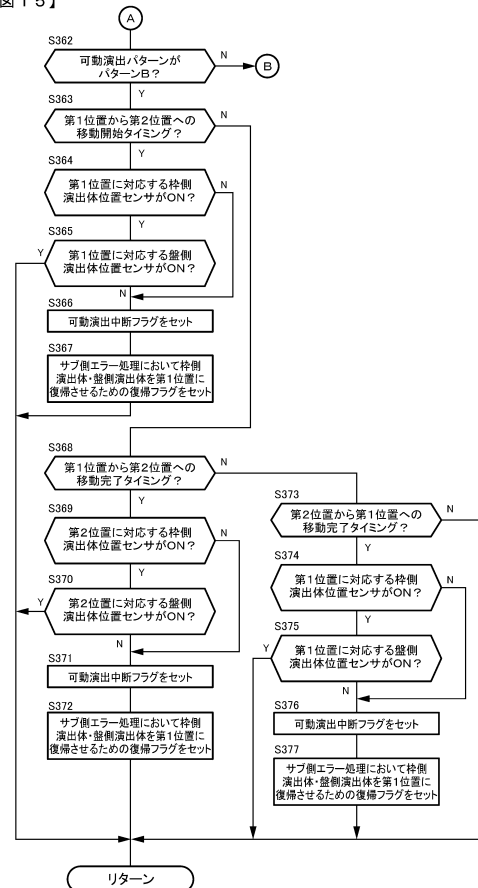 図15】
A
S362
可動演出パターンが
パターンB？
N
B
Y
S363
第1位置から第2位置への
移動開始タイミング？
N
Y
S364
第1位置に対応する枠側
演出体位置センサがON？
N
Y
S365
第1位置に対応する盤側
演出体位置センサがON？
Y
N
S366
可動演出中断フラグをセット
S367
サブ側エラー処理において枠側
演出体・盤側演出体を第1位置に
復帰させるための復帰フラグをセット
S368
第1位置から第2位置への
移動完了タイミング？
N
Y
S369
第2位置に対応する枠側
演出体位置センサがON？
N
Y
S370
第2位置に対応する盤側
演出体位置センサがON？
Y
N
S371
可動演出中断フラグをセット
S372
サブ側エラー処理において枠側
演出体・盤側演出体を第1位置に
復帰させるための復帰フラグをセット
S373
第2位置から第1位置への
移動完了タイミング？
N
Y
S374
第1位置に対応する枠側
演出体位置センサがON？
N
Y
S375
第1位置に対応する盤側
演出体位置センサがON？
Y
N
S376
可動演出中断フラグをセット
S377
サブ側エラー処理において枠側
演出体・盤側演出体を第1位置に
復帰させるための復帰フラグをセット
リターン